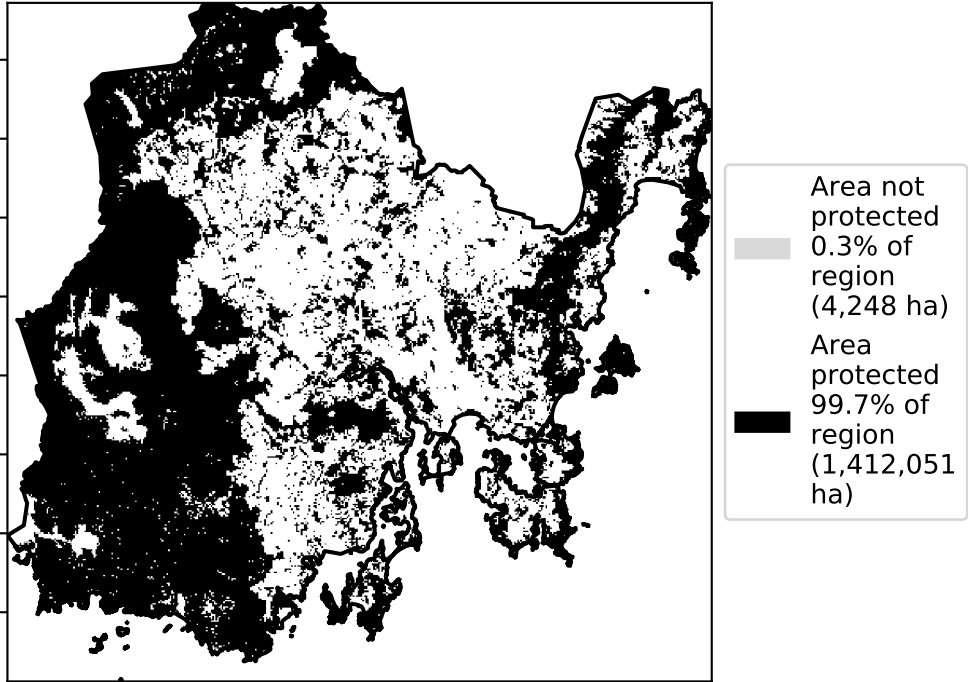 Area not
protected
0.3% of
region
(4,248 ha)
Area
protected
99.7% of
region
(1,412,051
ha)